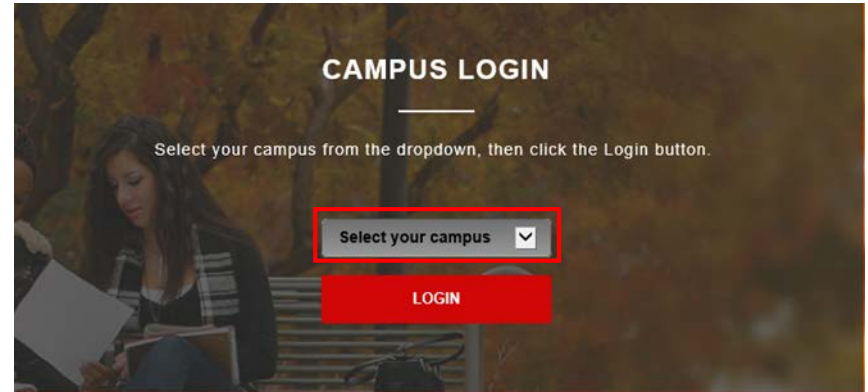 CAMPUS LOGIN
Select your campus from the dropdown, then click the Login button.
Select your campus
LOGIN